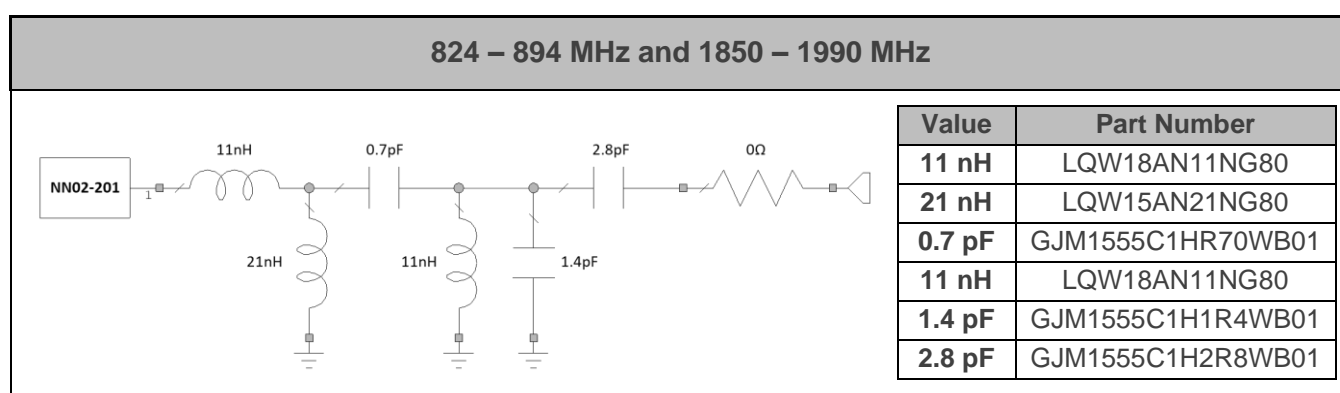 824 – 894 MHz and 1850 – 1990 MHz
NN02-201
1
11nH
0.7pF
2.8pF
0Ω
21nH
11nH
1.4pF
Value Part Number
11 nH LQW18AN11NG80
21 nH LQW15AN21NG80
0.7 pF GJM1555C1HR70WB01
11 nH LQW18AN11NG80
1.4 pF GJM1555C1H1R4WB01
2.8 pF GJM1555C1H2R8WB01